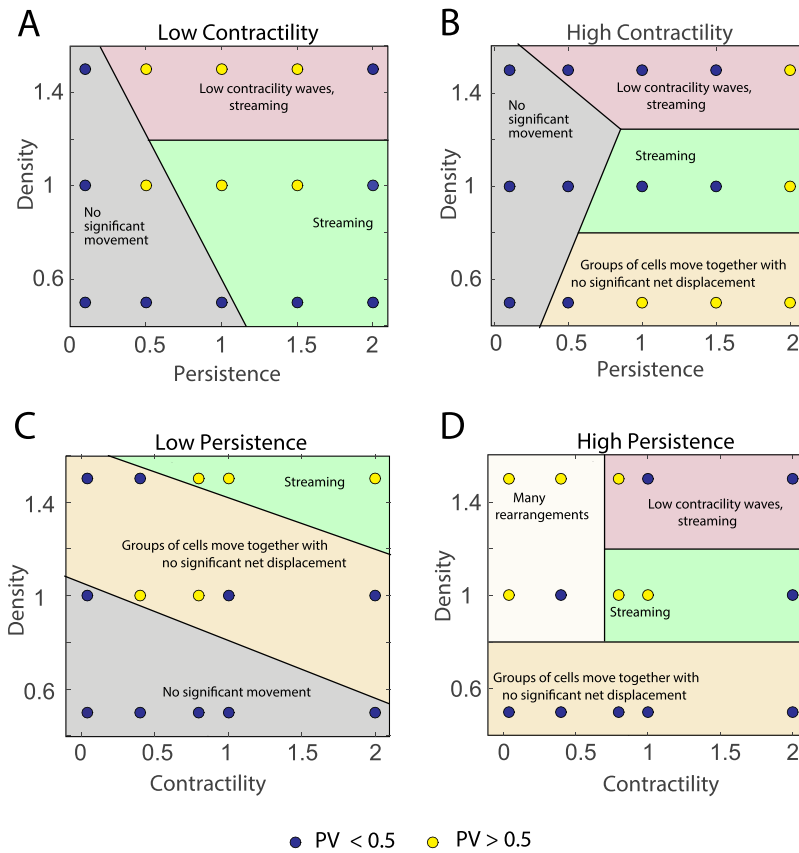 A
Low Contractility
Density
1.4
1
0.6
Low contracility waves,
streaming
No
significant
movement
Streaming
0
0.5
1
1.5
2
Persistence
B
High Contractility
Density
1.4
1
0.6
No
significant
movement
Low contracility waves,
streaming
Streaming
Groups of cells move together with
no significant net displacement
0
0.5
1
1.5
2
Persistence
C
Low Persistence
Density
1.4
1
0.6
Streaming
Groups of cells move together with
no significant net displacement
No significant movement
0
0.5
1
2
Contractility
D
High Persistence
Density
1.4
1
0.6
Many
rearrangements
Low contracility waves,
streaming
Streaming
Groups of cells move together with
no significant net displacement
0
0.5
1
2
Contractility
PV < 0.5
PV > 0.5